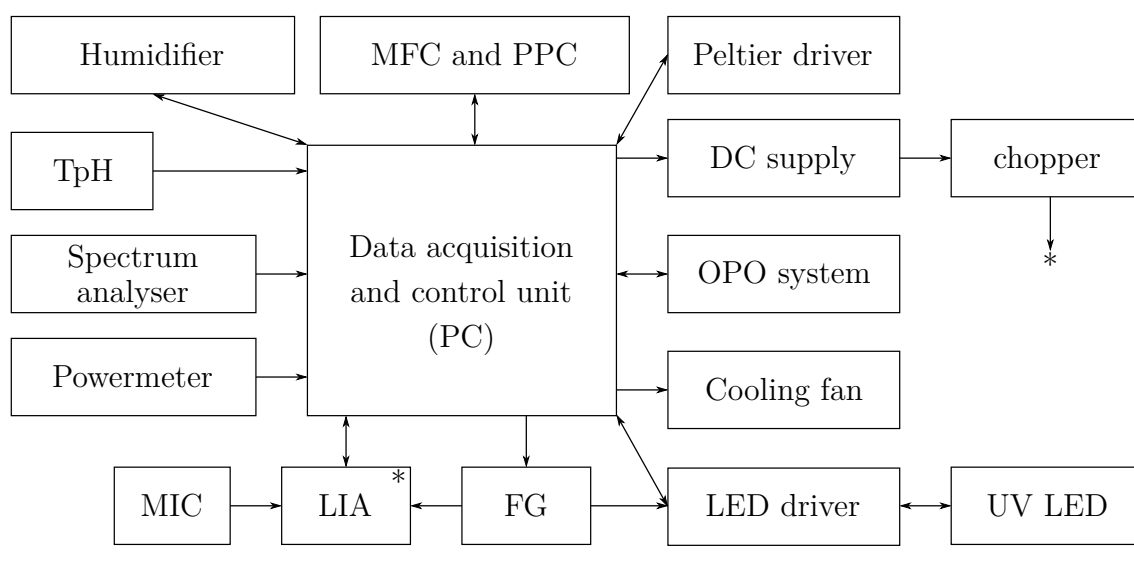 Humidifier
MFC and PPC
Peltier driver
TpH
DC supply
chopper
*
Spectrum
analyser
Data acquisition
and control unit
(PC)
OPO system
Powermeter
Cooling fan
MIC
LIA
*
FG
LED driver
UV LED